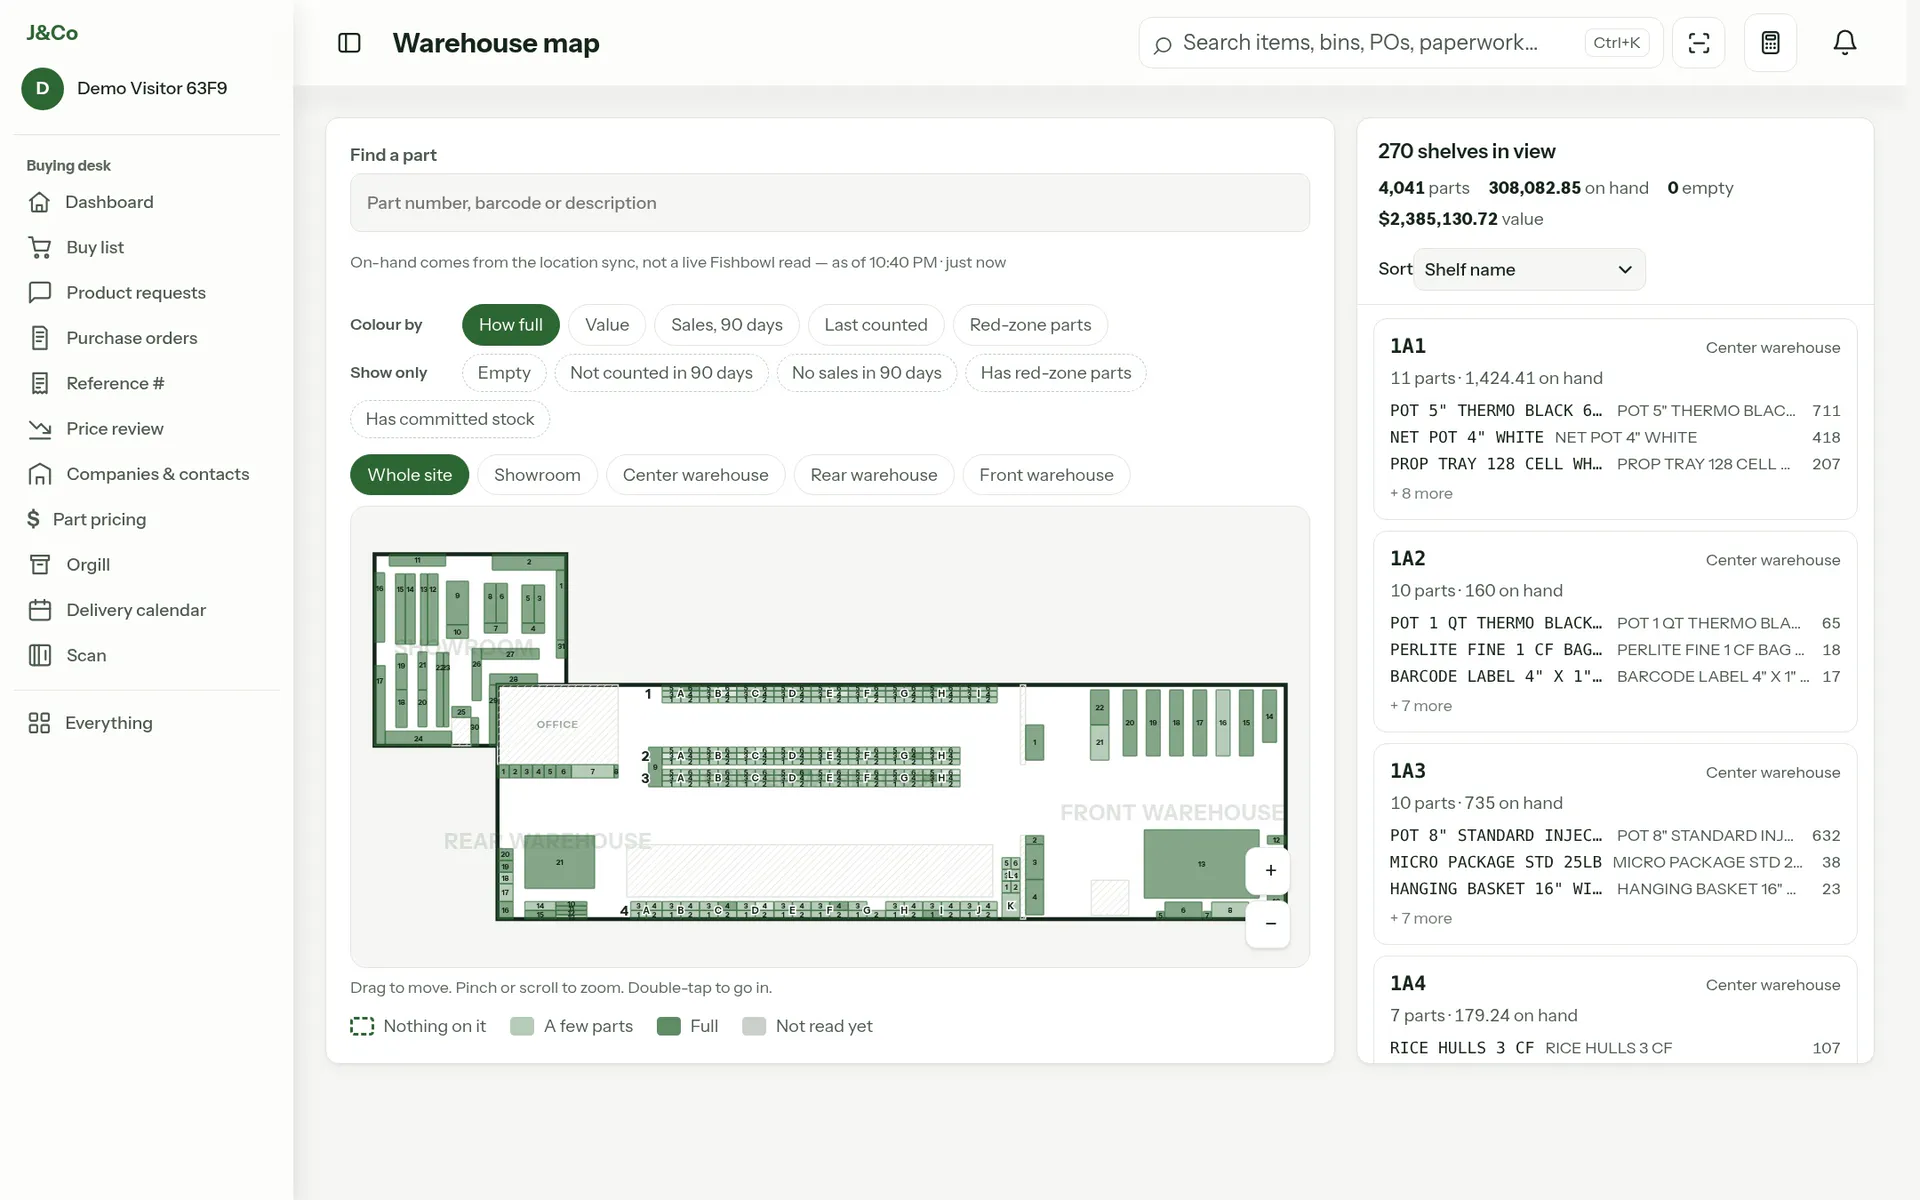 J&Co
D
Demo Visitor 63F9
Buying desk
Dashboard
Buy list
Product requests
Purchase orders
Reference #
Price review
Companies & contacts
$ Part pricing
Orgill
Delivery calendar
Scan
Everything
Warehouse map
Search items, bins, POs, paperwork...
Ctrl+K
Find a part
Part number, barcode or description
On-hand comes from the location sync, not a live Fishbowl read — as of 10:40 PM · just now
Colour by
How full
Value
Sales, 90 days
Last counted
Red-zone parts
Show only
Empty
Not counted in 90 days
No sales in 90 days
Has red-zone parts
Has committed stock
Whole site
Showroom
Center warehouse
Rear warehouse
Front warehouse
SHOWROOM
OFFICE
REAR WAREHOUSE
FRONT WAREHOUSE
1 A B C D E F G H I
2 A B C D E F G H
3 A B C D E F G H
4 A B C D E F G H I J
L
K
+
−
Drag to move. Pinch or scroll to zoom. Double-tap to go in.
Nothing on it
A few parts
Full
Not read yet
270 shelves in view
4,041 parts 308,082.85 on hand 0 empty
$2,385,130.72 value
Sort Shelf name
1A1 Center warehouse
11 parts · 1,424.41 on hand
POT 5" THERMO BLACK 6… POT 5" THERMO BLAC… 711
NET POT 4" WHITE NET POT 4" WHITE 418
PROP TRAY 128 CELL WH… PROP TRAY 128 CELL … 207
+ 8 more
1A2 Center warehouse
10 parts · 160 on hand
POT 1 QT THERMO BLACK… POT 1 QT THERMO BLA… 65
PERLITE FINE 1 CF BAG… PERLITE FINE 1 CF BAG … 18
BARCODE LABEL 4" X 1"… BARCODE LABEL 4" X 1" … 17
+ 7 more
1A3 Center warehouse
10 parts · 735 on hand
POT 8" STANDARD INJEC… POT 8" STANDARD INJ… 632
MICRO PACKAGE STD 25LB MICRO PACKAGE STD 2… 38
HANGING BASKET 16" WI… HANGING BASKET 16" … 23
+ 7 more
1A4 Center warehouse
7 parts · 179.24 on hand
RICE HULLS 3 CF RICE HULLS 3 CF 107